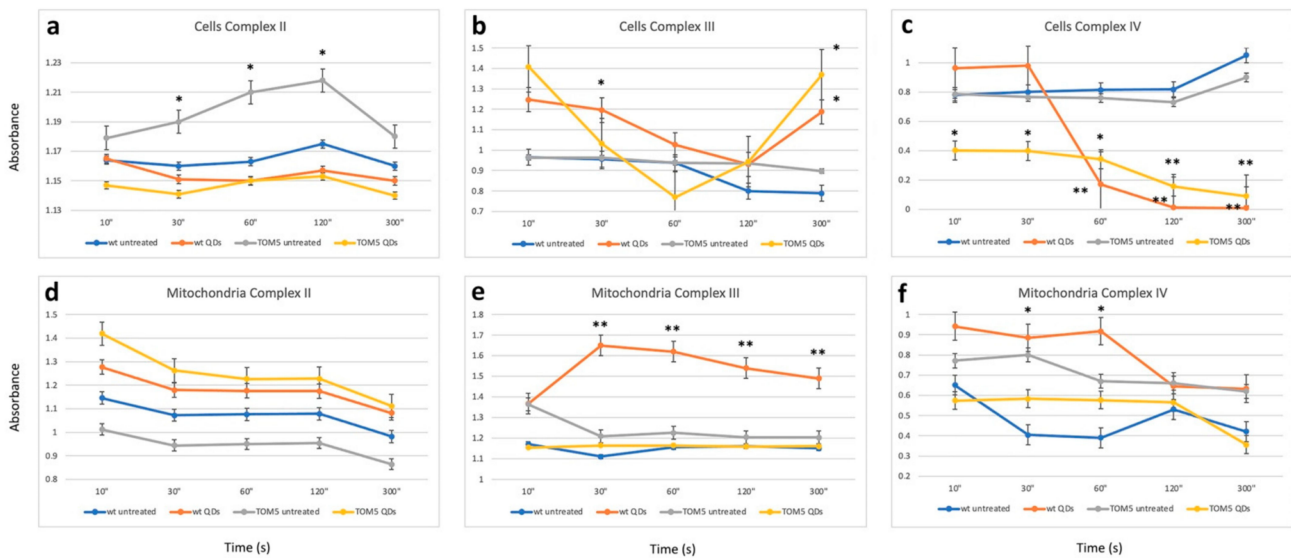 a
Cells Complex II
1.23
1.21
1.19
1.17
1.15
1.13
* * *
10" 30" 60" 120" 300"
wt untreated wt QDs TOM5 untreated TOM5 QDs
Absorbance
b
Cells Complex III
1.5
1.4
1.3
1.2
1.1
1
0.9
0.8
0.7
* * *
10" 30" 60" 120" 300"
wt untreated wt QDs TOM5 untreated TOM5 QDs
c
Cells Complex IV
1
0.8
0.6
0.4
0.2
0
* * * ** **
** ** **
10" 30" 60" 120" 300"
wt untreated wt QDs TOM5 untreated TOM5 QDs
d
Mitochondria Complex II
1.5
1.4
1.3
1.2
1.1
1
0.9
0.8
10" 30" 60" 120" 300"
wt untreated wt QDs TOM5 untreated TOM5 QDs
Absorbance
Time (s)
e
Mitochondria Complex III
1.8
1.7
1.6
1.5
1.4
1.3
1.2
1.1
1
** ** ** **
10" 30" 60" 120" 300"
wt untreated wt QDs TOM5 untreated TOM5 QDs
Time (s)
f
Mitochondria Complex IV
1
0.9
0.8
0.7
0.6
0.5
0.4
0.3
0.2
* *
10" 30" 60" 120" 300"
wt untreated wt QDs TOM5 untreated TOM5 QDs
Time (s)